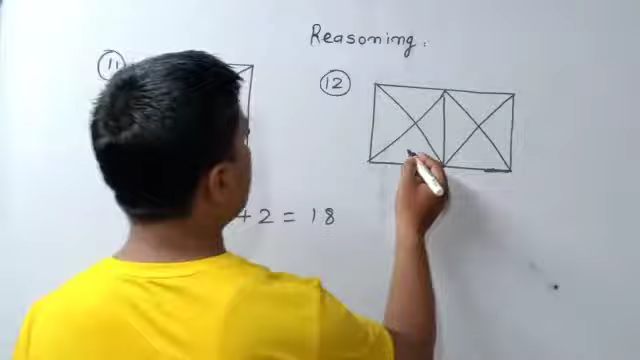 Reasoning.
11
12
+ 2 = 18